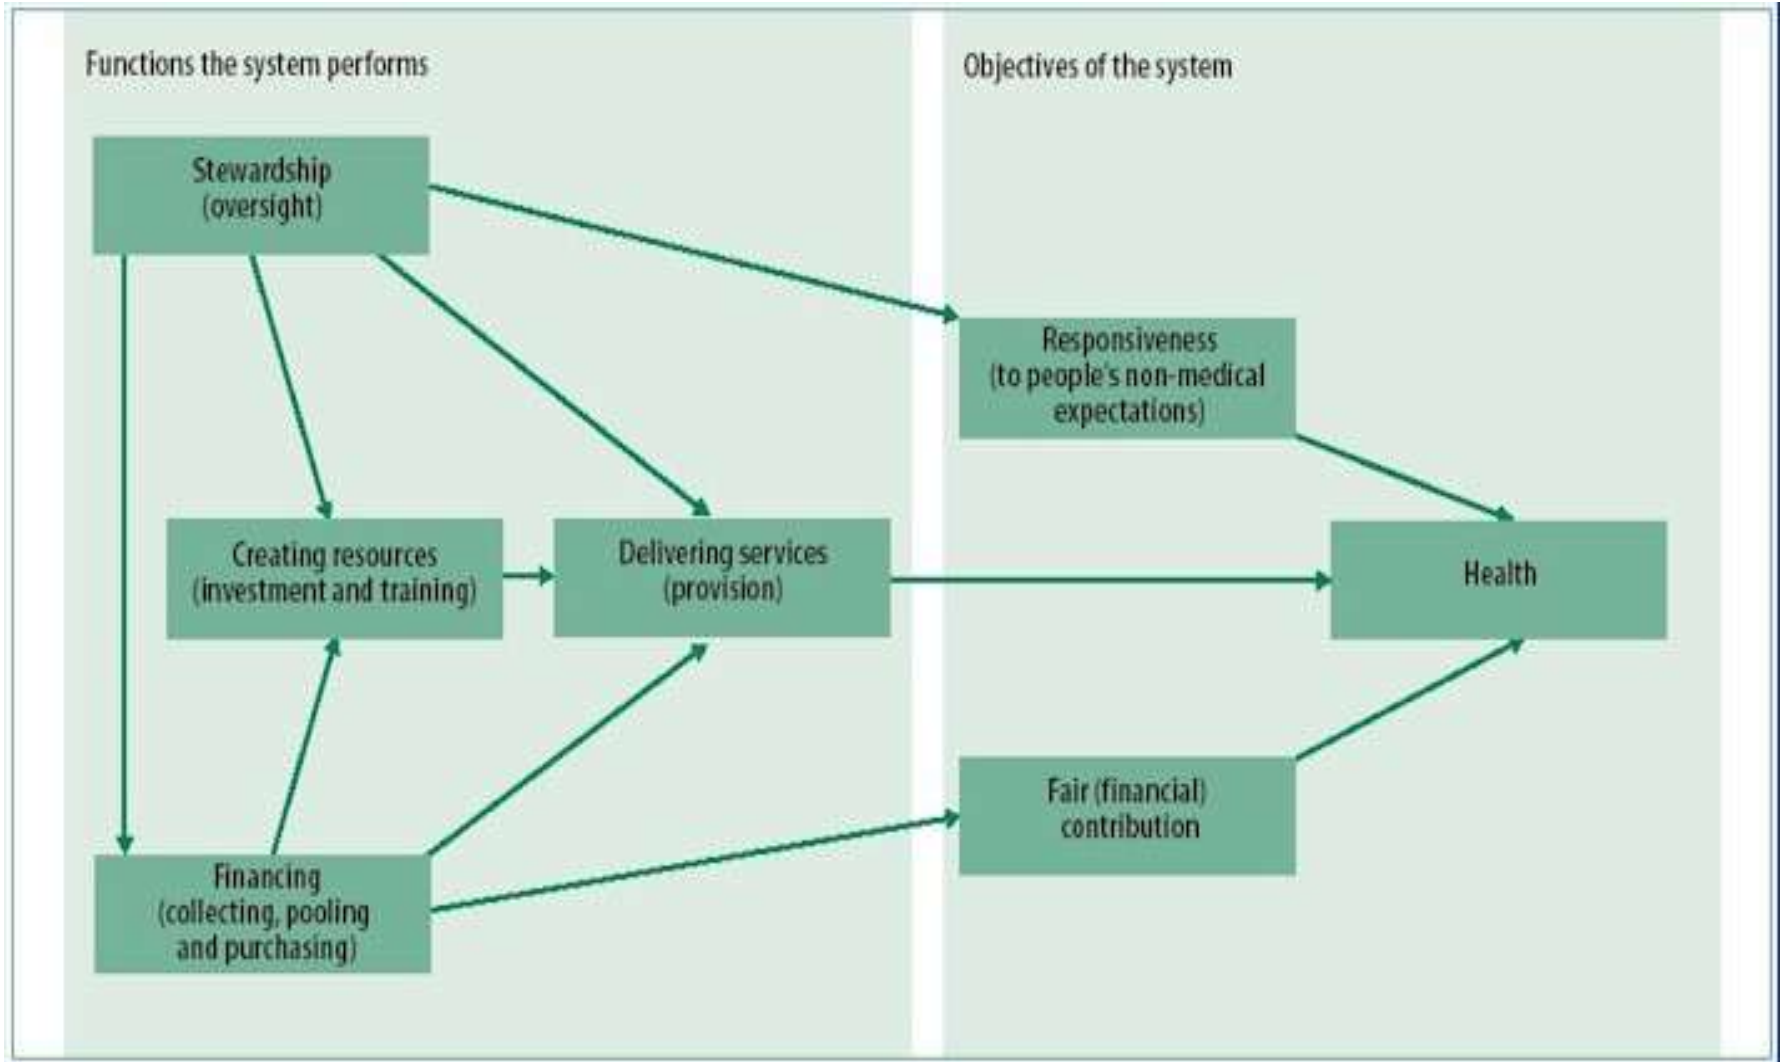 Functions the system performs
Objectives of the system
Stewardship
(oversight)
Responsiveness
(to people's non-medical
expectations)
Creating resources
(investment and training)
Delivering services
(provision)
Health
Fair (financial)
contribution
Financing
(collecting, pooling
and purchasing)